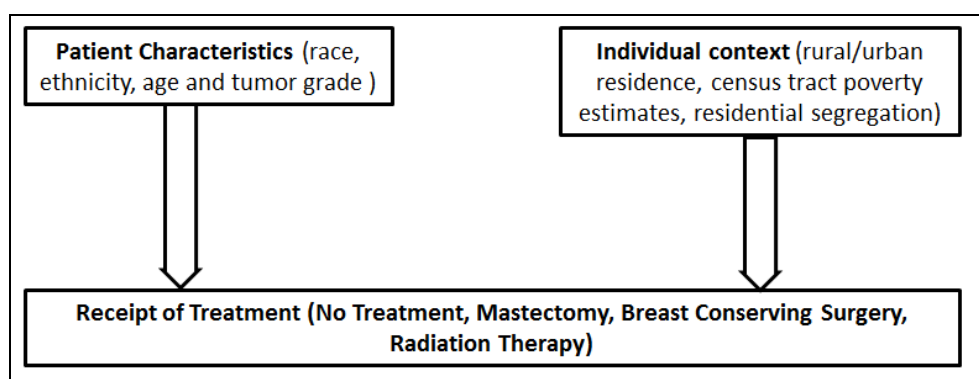 Patient Characteristics (race,
ethnicity, age and tumor grade )
Individual context (rural/urban
residence, census tract poverty
estimates, residential segregation)
Receipt of Treatment (No Treatment, Mastectomy, Breast Conserving Surgery,
Radiation Therapy)